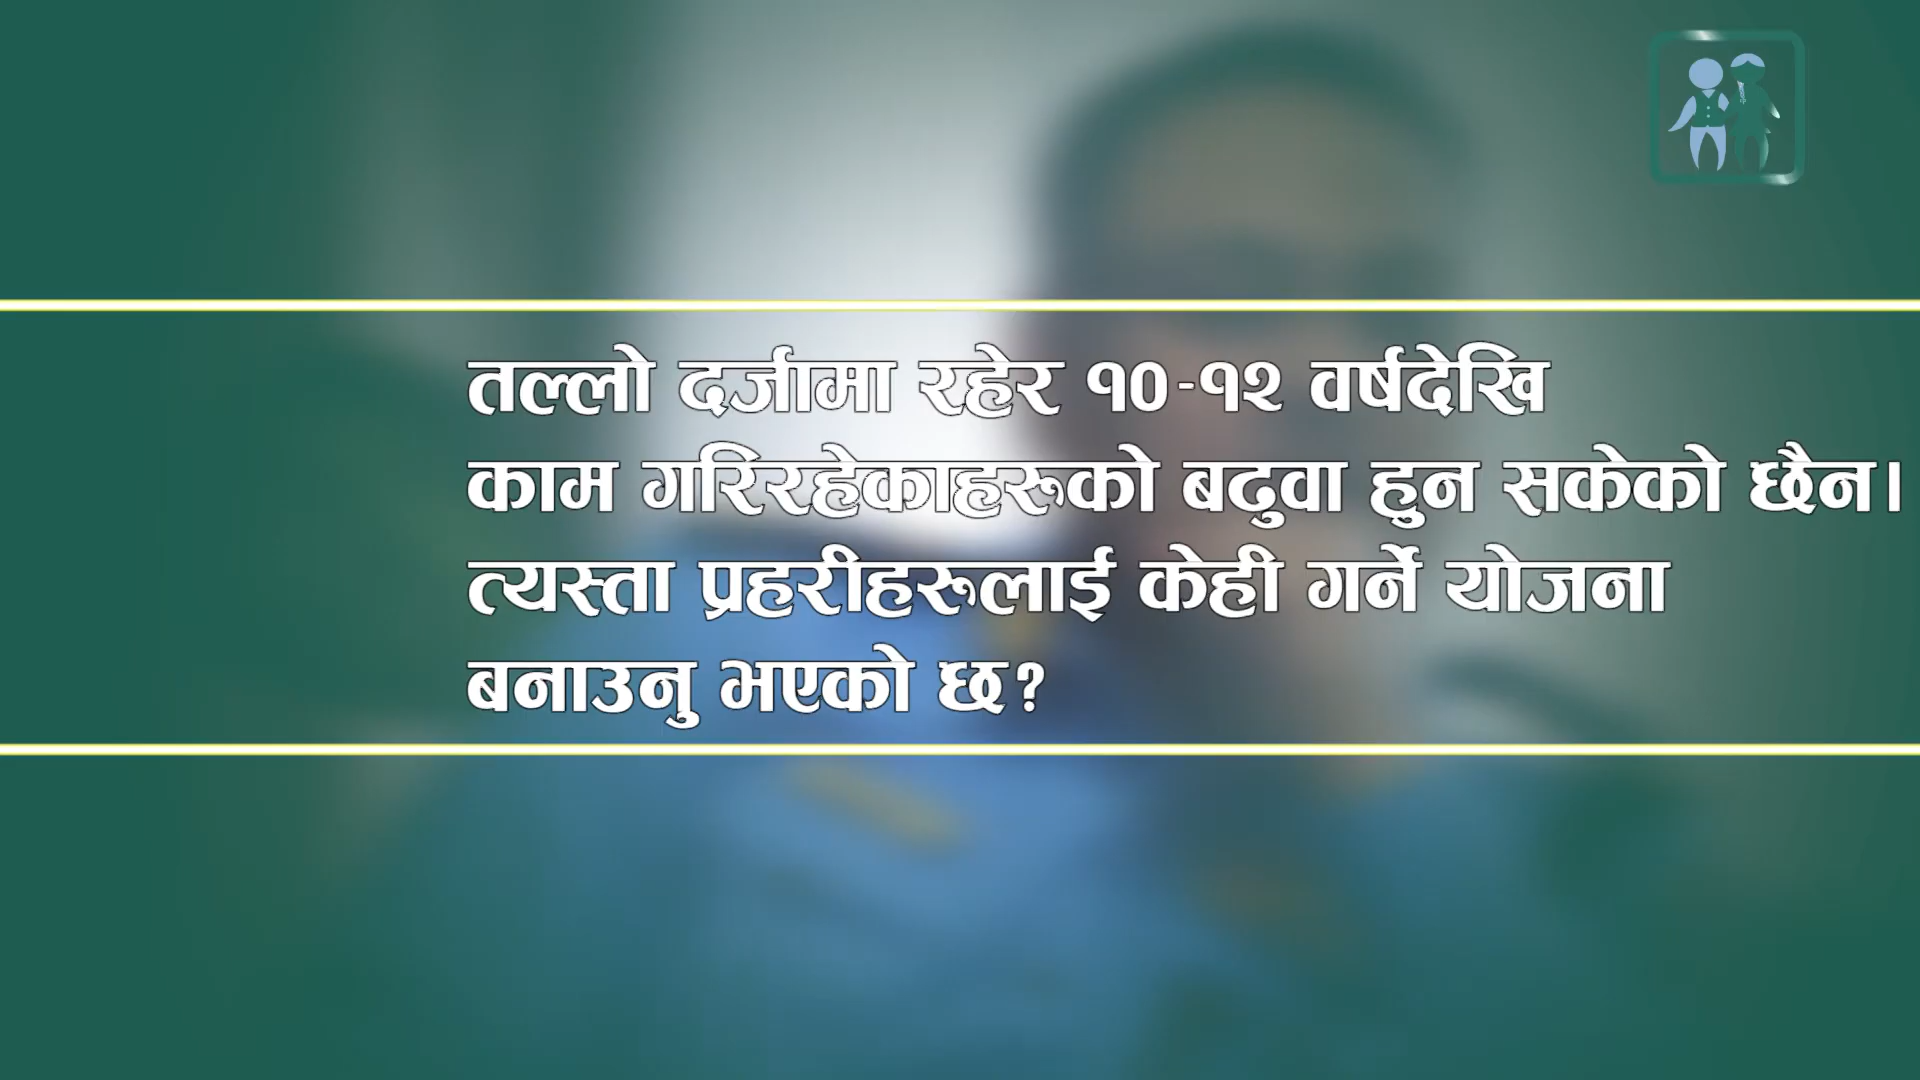 तल्लो दर्जामा रहेर १०-१२ वर्षदेखि
काम गरिरहेकाहरुको बढुवा हुन सकेको छैन।
त्यस्ता प्रहरीहरुलाई केही गर्ने योजना
बनाउनु भएको छ?